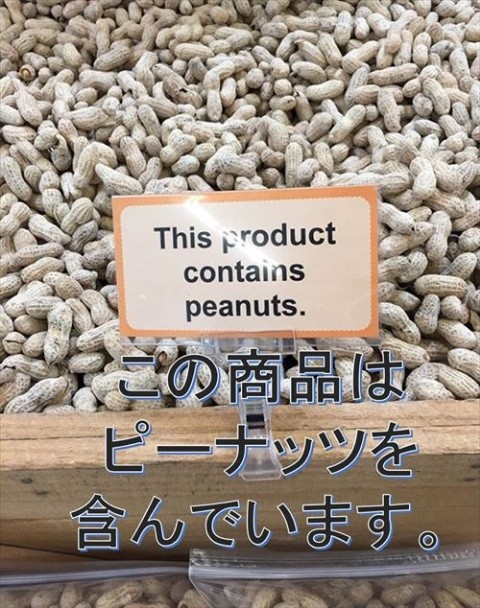 This product
contains
peanuts.
この商品は
ピーナッツを
含んでいます。